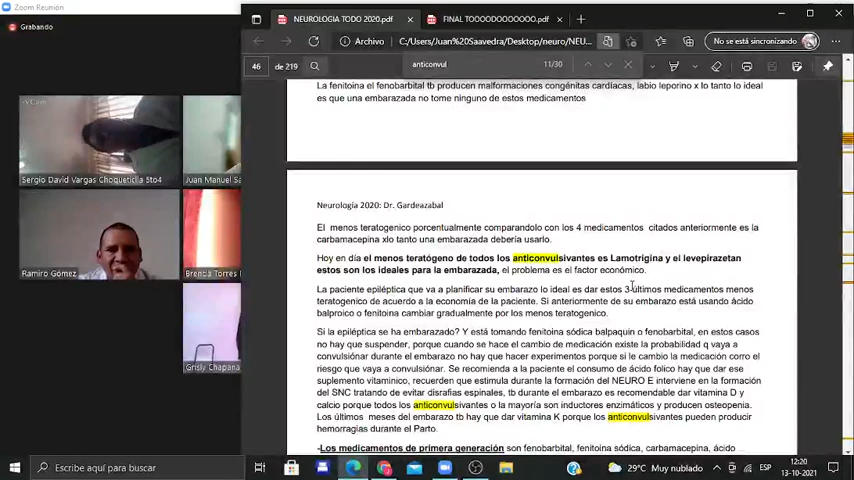 Zoom Reunión
Grabando
NEUROLOGIA TODO 2020.pdf
FINAL TOOOOOOOOOOO.pdf
Archivo
C:/Users/Juan%20Saavedra/Desktop/neuro/NEU...
No se está sincronizando
46
de 219
anticonvul
11/30
La fenitoina el fenobarbital tb producen malformaciones congénitas cardíacas, labio leporino x lo tanto lo ideal
es que una embarazada no tome ninguno de estos medicamentos
Neurología 2020: Dr. Gardeazabal
El menos teratogenico porcentualmente comparandolo con los 4 medicamentos citados anteriormente es la
carbamacepina xlo tanto una embarazada debería usarlo.
Hoy en día el menos teratógeno de todos los anticonvulsivantes es Lamotrigina y el levepirazetan
estos son los ideales para la embarazada, el problema es el factor económico.
La paciente epiléptica que va a planificar su embarazo lo ideal es dar estos 3 últimos medicamentos menos
teratogenico de acuerdo a la economía de la paciente. Si anteriormente de su embarazo está usando ácido
balproico o fenitoina cambiar gradualmente por los menos teratogenico.
Si la epiléptica se ha embarazado? Y está tomando fenitoina sódica balpaquin o fenobarbital, en estos casos
no hay que suspender, porque cuando se hace el cambio de medicación existe la probabilidad q vaya a
convulsiónar durante el embarazo no hay que hacer experimentos porque si le cambio la medicación corro el
riesgo que vaya a convulsiónar. Se recomienda a la paciente el consumo de ácido folico hay que dar ese
suplemento vitaminico, recuerden que estimula durante la formación del NEURO E interviene en la formación
del SNC tratando de evitar disrafias espinales, tb durante el embarazo es recomendable dar vitamina D y
calcio porque todos los anticonvulsivantes o la mayoría son inductores enzimáticos y producen osteopenia.
Los últimos meses del embarazo tb hay que dar vitamina K porque los anticonvulsivantes pueden producir
hemorragias durante el Parto.
-Los medicamentos de primera generación son fenobarbital, fenitoina sódica, carbamacepina, ácido
Sergio David Vargas Choqueticlla 5to4
Juan Manuel Sa
Ramiro Gómez
Brenda Torres
Grisly Chapana
Escribe aquí para buscar
29°C Muy nublado
ESP
12:20
13-10-2021